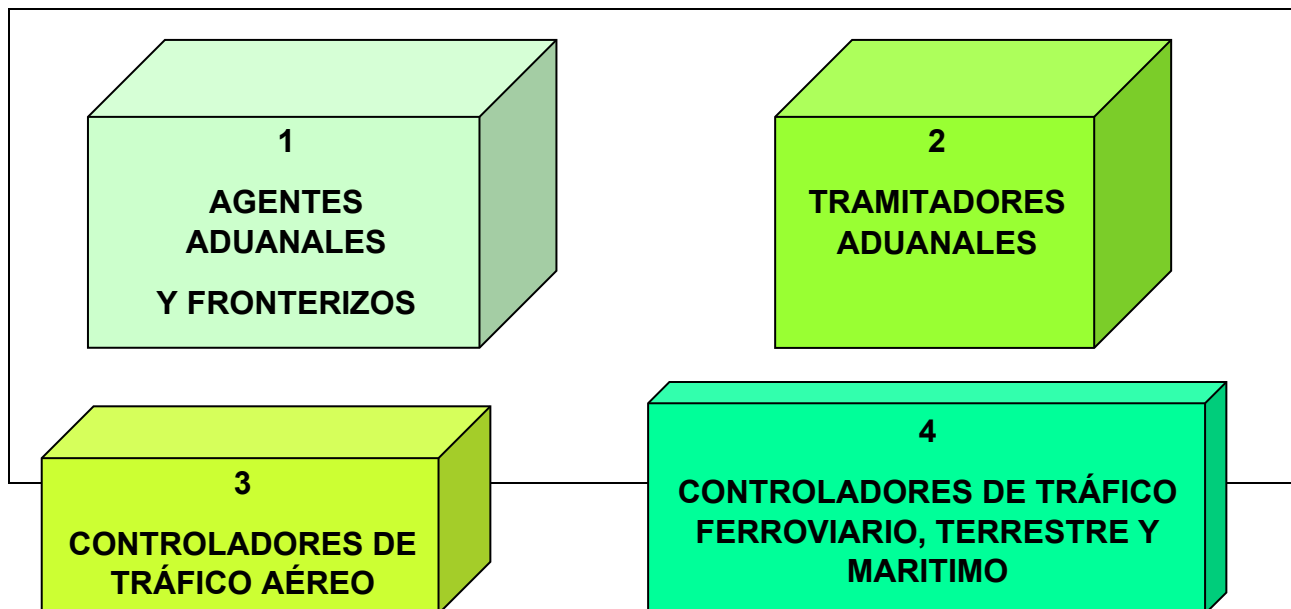 1
AGENTES
ADUANALES
Y FRONTERIZOS
2
TRAMITADORES
ADUANALES
3
CONTROLADORES DE
TRÁFICO AÉREO
4
CONTROLADORES DE TRÁFICO
FERROVIARIO, TERRESTRE Y
MARITIMO